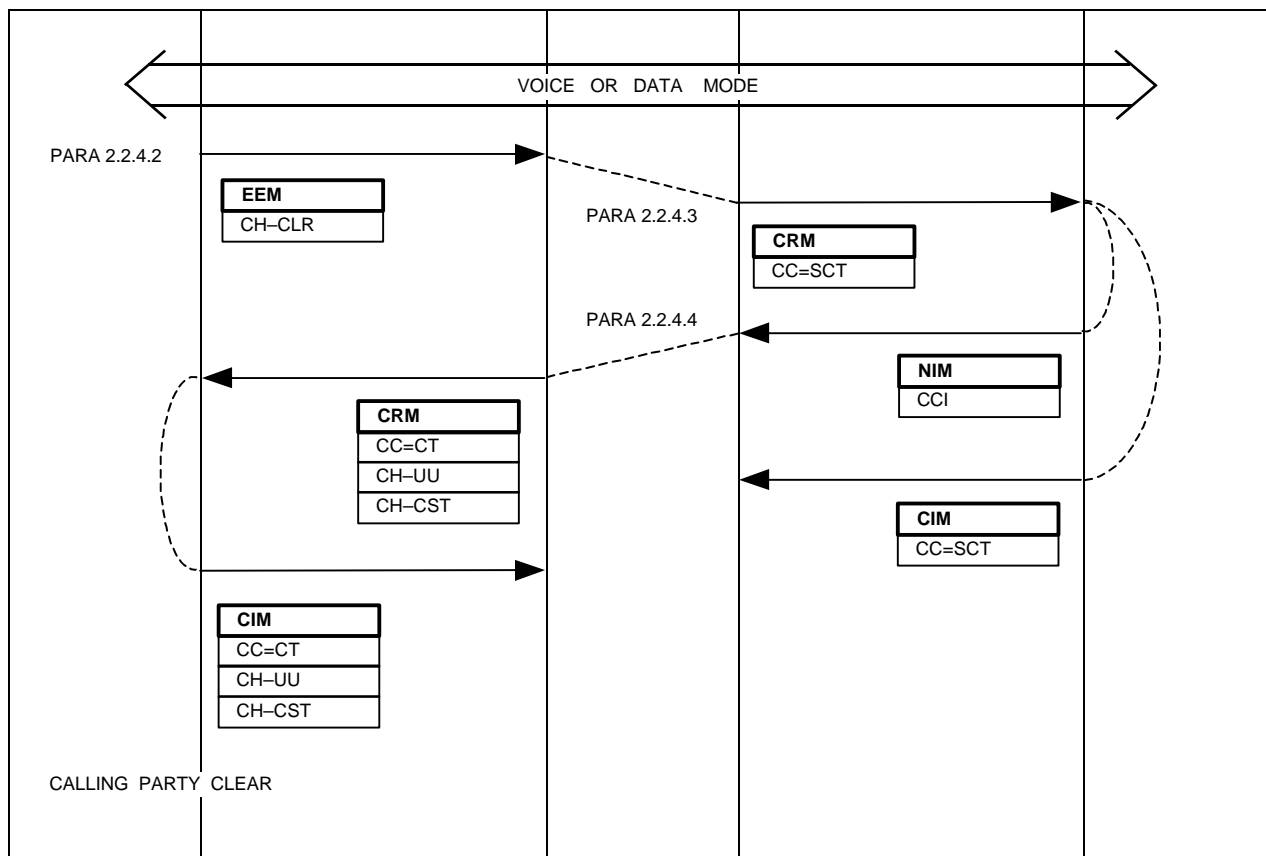 VOICE OR DATA MODE
PARA 2.2.4.2
EEM
CH–CLR
PARA 2.2.4.3
CRM
CC=SCT
PARA 2.2.4.4
NIM
CCI
CRM
CC=CT
CH–UU
CH–CST
CIM
CC=SCT
CIM
CC=CT
CH–UU
CH–CST
CALLING PARTY CLEAR